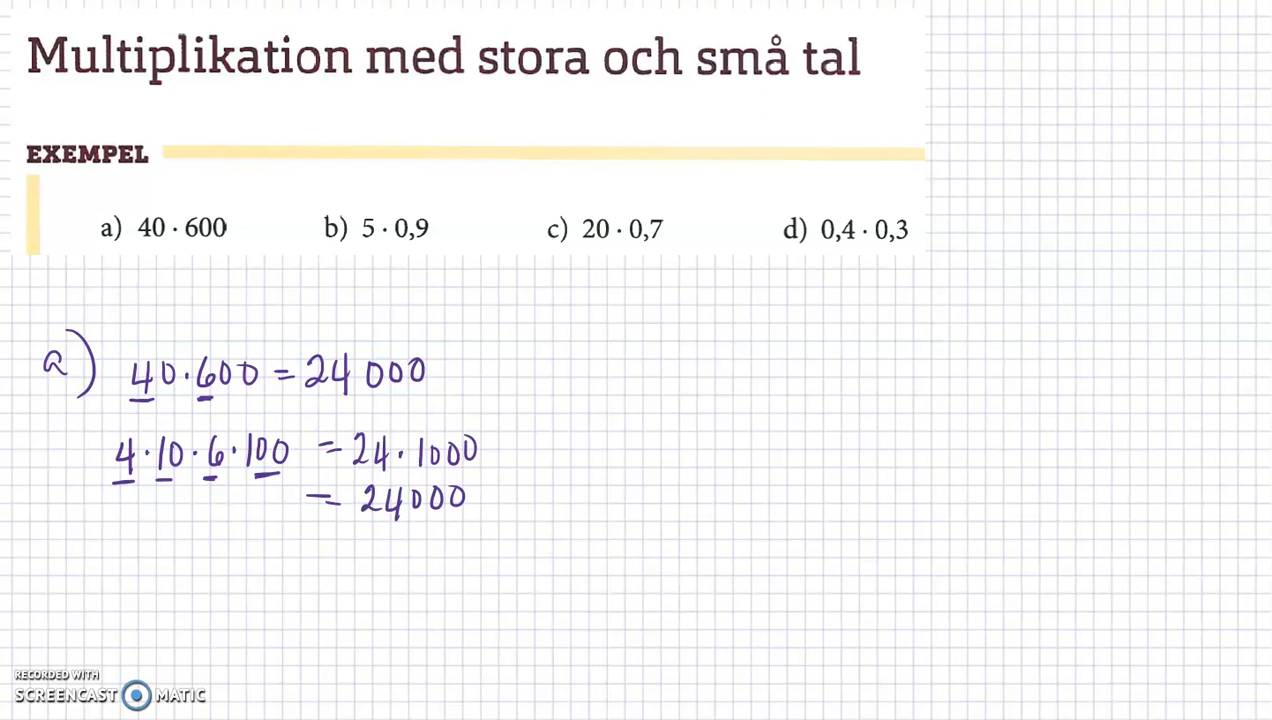 Multiplikation med stora och små tal
EXEMPEL
a) 40 · 600 b) 5 · 0,9 c) 20 · 0,7 d) 0,4 · 0,3
a) 40 · 600 = 24 000
4 · 10 · 6 · 100 = 24 · 1000
= 24000
RECORDED WITH
SCREENCAST MATIC